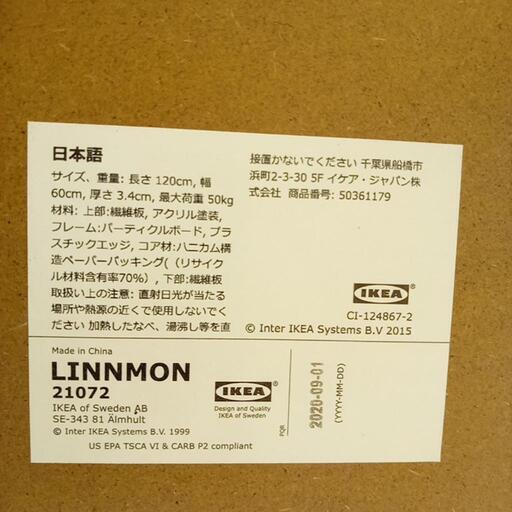 日本語
サイズ、重量: 長さ 120cm, 幅
60cm, 厚さ 3.4cm, 最大荷重 50kg
材料: 上部:繊維板, アクリル塗装,
フレーム:パーティクルボード, プラ
スチックエッジ, コア材:ハニカム構
造ペーパーパッキング(（リサイク
ル材料含有率70%）, 下部:繊維板
取扱い上の注意: 直射日光が当たる
場所や熱源の近くで使用しないでく
ださい 加熱したなべ、湯沸し等を直
接置かないでください 千葉県船橋市
浜町2-3-30 5F イケア・ジャパン株
式会社 商品番号: 50361179
IKEA
CI-124867-2
© Inter IKEA Systems B.V 2015
Made in China
LINNMON
21072
IKEA of Sweden AB
SE-343 81 Älmhult
© Inter IKEA Systems B.V. 1999
US EPA TSCA VI & CARB P2 compliant
IKEA
Design and Quality
IKEA of Sweden
PQR
2020-09-01
(YYYY-MM-DD)